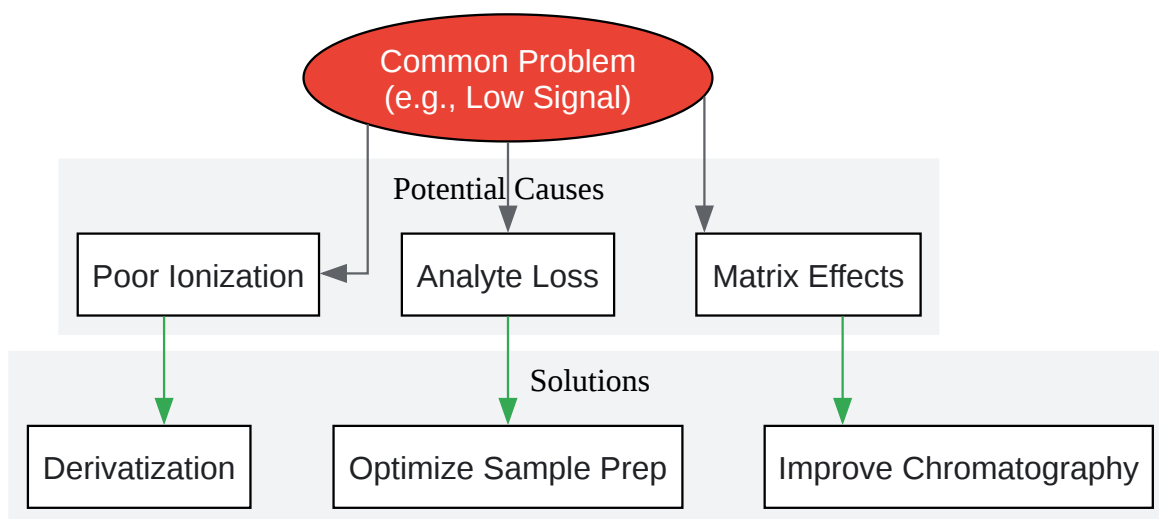 Common Problem
(e.g., Low Signal)
Potential Causes
Poor Ionization
Analyte Loss
Matrix Effects
Solutions
Derivatization
Optimize Sample Prep
Improve Chromatography